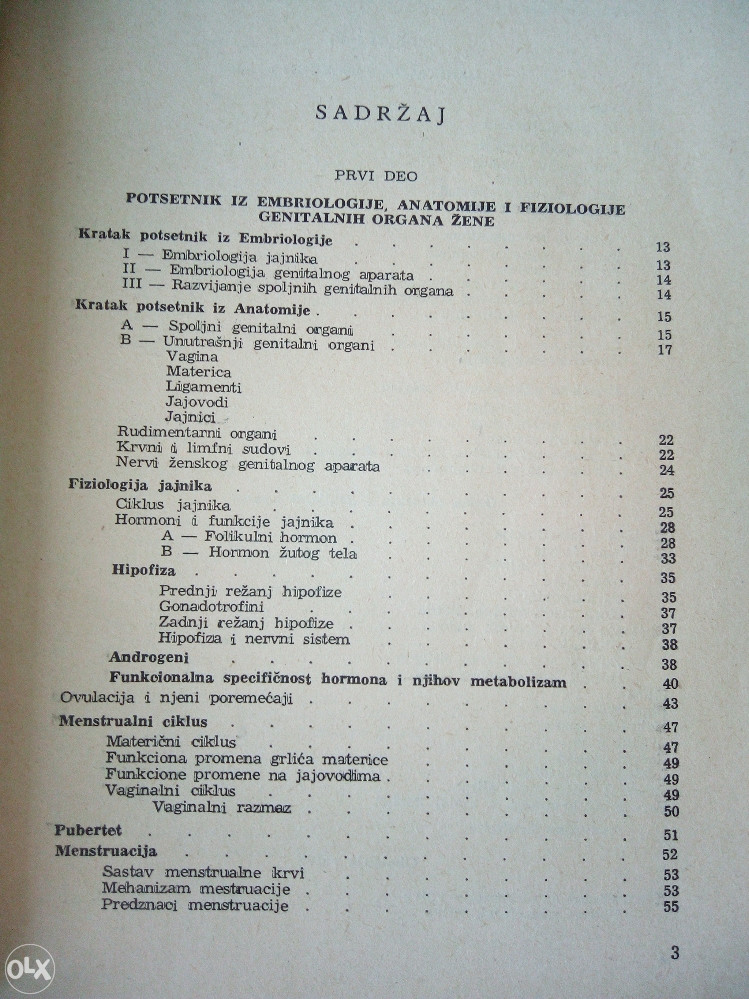 SADRŽAJ
PRVI DEO
POTSETNIK IZ EMBRIOLOGIJE, ANATOMIJE I FIZIOLOGIJE
GENITALNIH ORGANA ŽENE
Kratak potsetnik iz Embriologije . . . . . . . . 13
I — Embriologija jajnika . . . . . . . . 13
II — Embriologija genitalnog aparata . . . . . . 14
III — Razvijanje spoljnih genitalnih organa . . . . . . 14
Kratak potsetnik iz Anatomije . . . . . . . . 15
A — Spoljni genitalni organi . . . . . . . 15
B — Unutrašnji genitalni organi . . . . . . . 17
Vagina
Materica
Ligamenti
Jajovodi
Jajnici
Rudimentarni organi . . . . . . . . . 22
Krvni i limfni sudovi . . . . . . . . . 22
Nervi ženskog genitalnog aparata . . . . . . 24
Fiziologija jajnika . . . . . . . . . . . 25
Ciklus jajnika . . . . . . . . . . 25
Hormoni i funkcije jajnika . . . . . . . . 28
A — Folikulni hormon . . . . . . . . 28
B — Hormon žutog tela . . . . . . . 33
Hipofiza . . . . . . . . . . . . 35
Prednji režanj hipofize . . . . . . . 35
Gonadotrofini . . . . . . . . . 37
Zadnji režanj hipofize . . . . . . . . 37
Hipofiza i nervni sistem . . . . . . . 38
Androgeni . . . . . . . . . . . 38
Funkcionalna specifičnost hormona i njihov metabolizam . . 40
Ovulacija i njeni poremećaji . . . . . . . . . 43
Menstrualni ciklus . . . . . . . . . . . 47
Materični ciklus . . . . . . . . . . 47
Funkciona promena grlića materice . . . . . . 49
Funkcione promene na jajovodima . . . . . . . 49
Vaginalni ciklus . . . . . . . . . . 49
Vaginalni razmaz . . . . . . . . . 50
Pubertet . . . . . . . . . . . . . 51
Menstruacija . . . . . . . . . . . . 52
Sastav menstrualne krvi . . . . . . . . 53
Mehanizam mestruacije . . . . . . . . . 53
Predznaci menstruacije . . . . . . . . . 55
3
OLX